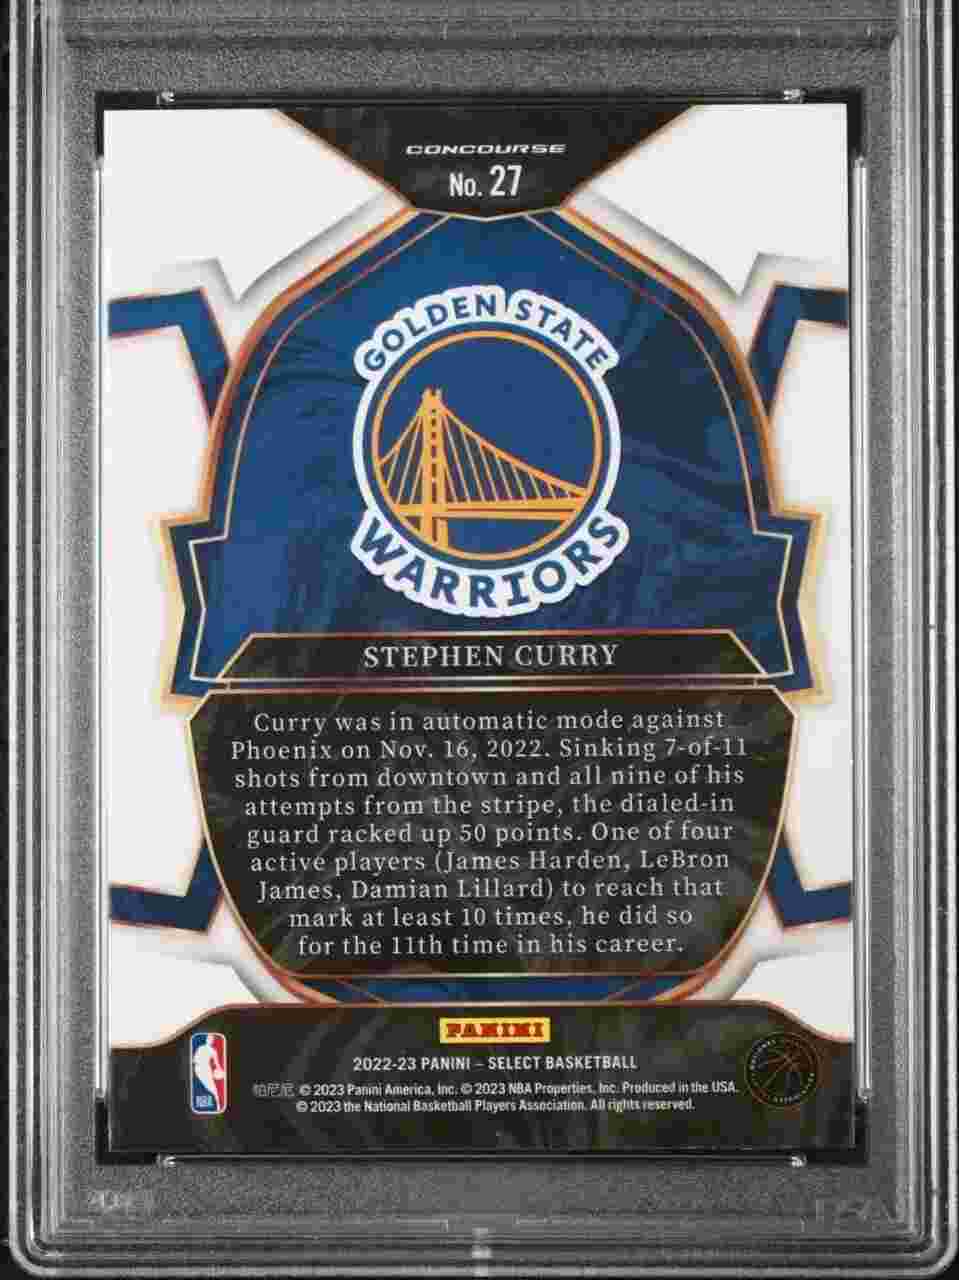 CONCOURSE
No. 27
GOLDEN STATE
WARRIORS
STEPHEN CURRY
Curry was in automatic mode against
Phoenix on Nov. 16, 2022. Sinking 7-of-11
shots from downtown and all nine of his
attempts from the stripe, the dialed-in
guard racked up 50 points. One of four
active players (James Harden, LeBron
James, Damian Lillard) to reach that
mark at least 10 times, he did so
for the 11th time in his career.
PANINI
2022-23 PANINI – SELECT BASKETBALL
© 2023 Panini America, Inc. © 2023 NBA Properties, Inc. Produced in the USA.
© 2023 the National Basketball Players Association. All rights reserved.
NBA